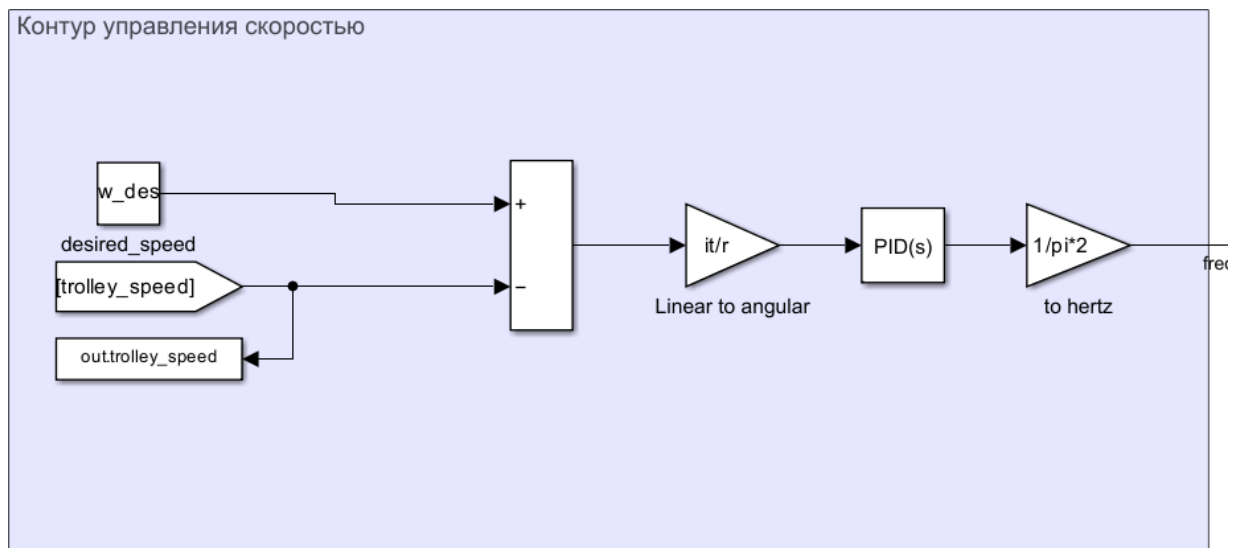 Контур управления скоростью
w_des
+
desired_speed
it/r
PID(s)
1/pi*2
[trolley_speed]
−
Linear to angular
to hertz
out.trolley_speed